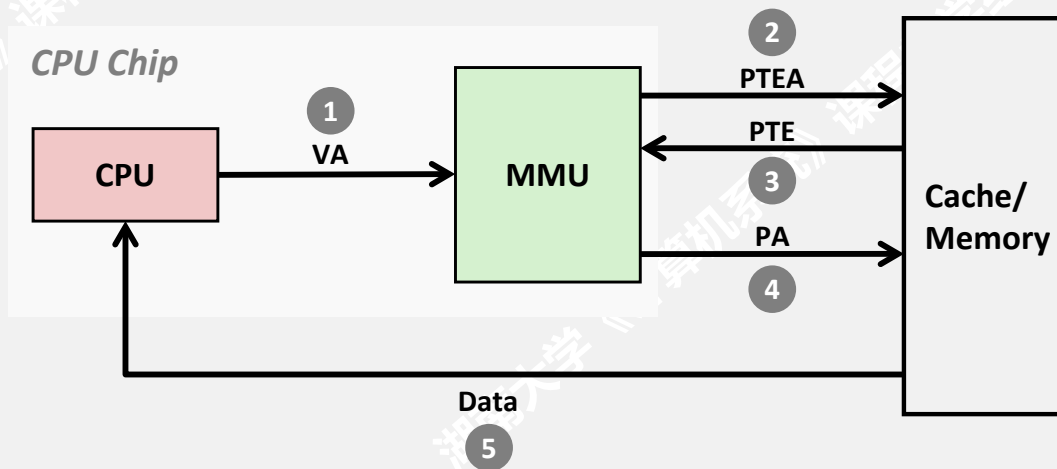 CPU Chip
2
PTEA
1
VA
PTE
CPU
MMU
3
Cache/
Memory
PA
4
Data
5